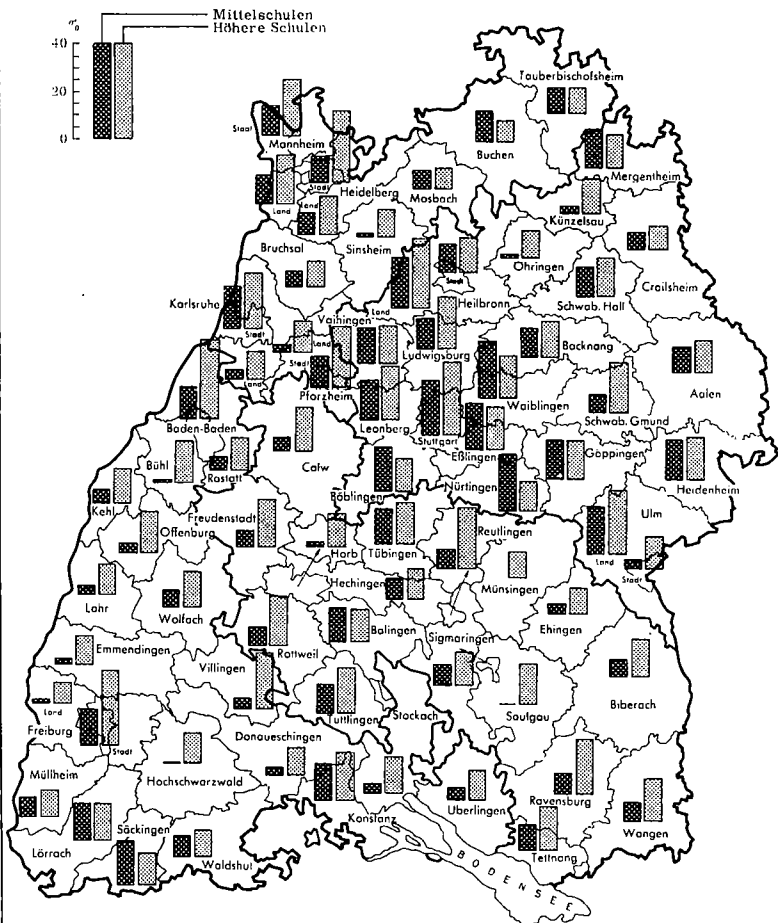 Mittelschulen
Höhere Schulen
40
20
0
Tauberbischofsheim
Stadt
Mannheim
Buchen
Mergentheim
Stadt
Heidelberg
Mosbach
Land
Land
Künzelsau
Sinsheim
Bruchsal
Öhringen
Crailsheim
Stadt
Heilbronn
Schwab. Hall
Karlsruhe
Stadt
Vaihingen
Land
Land
Ludwigsburg
Backnang
Stadt
Land
Pforzheim
Aalen
Waiblingen
Leonberg
Baden-Baden
Schwab. Gmünd
Stuttgart
Eßlingen
Göppingen
Bühl
Rastatt
Calw
Böblingen
Nürtingen
Heidenheim
Kehl
Freudenstadt
Ulm
Offenburg
Horb
Tübingen
Reutlingen
Land
Stadt
Hechingen
Münsingen
Lahr
Wolfach
Ehingen
Balingen
Sigmaringen
Emmendingen
Rottweil
Villingen
Biberach
Land
Tuttlingen
Stockach
Saulgau
Freiburg
Stadt
Donaueschingen
Müllheim
Hochschwarzwald
Ravensburg
Überlingen
Konstanz
Wangen
Säckingen
Lörrach
Waldshut
Tettnang
BODENSEE